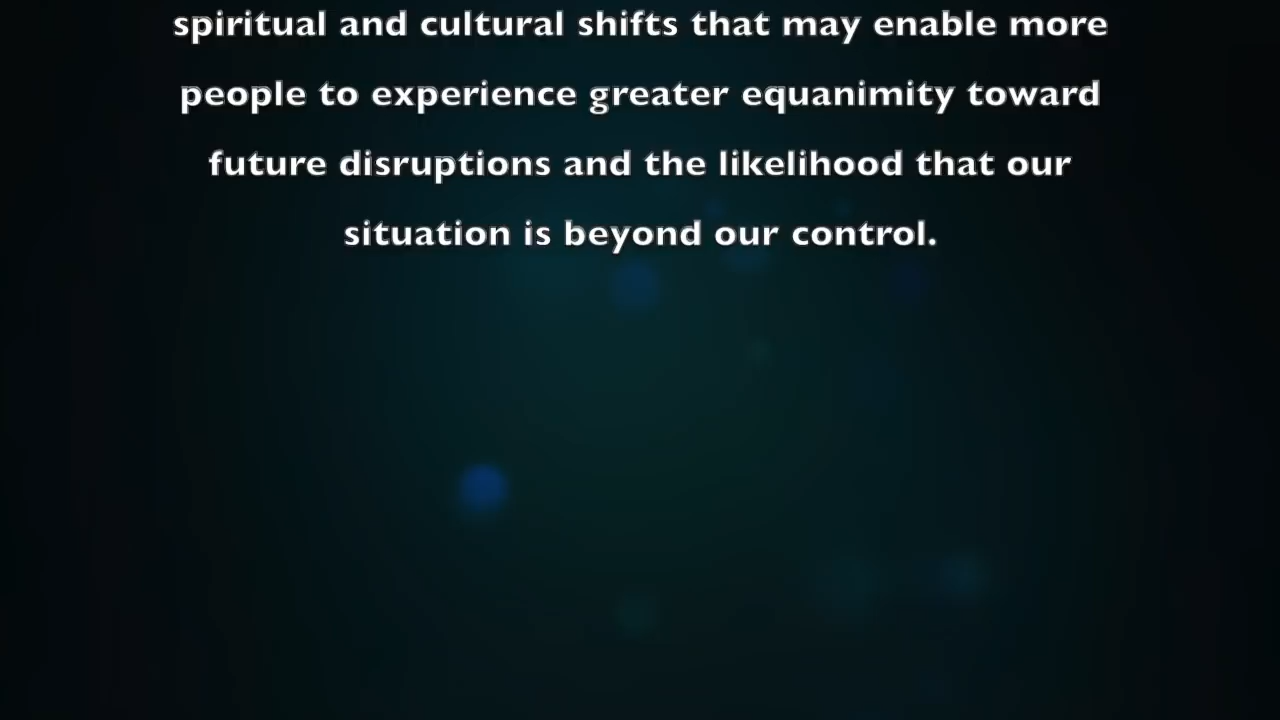 spiritual and cultural shifts that may enable more
people to experience greater equanimity toward
future disruptions and the likelihood that our
situation is beyond our control.